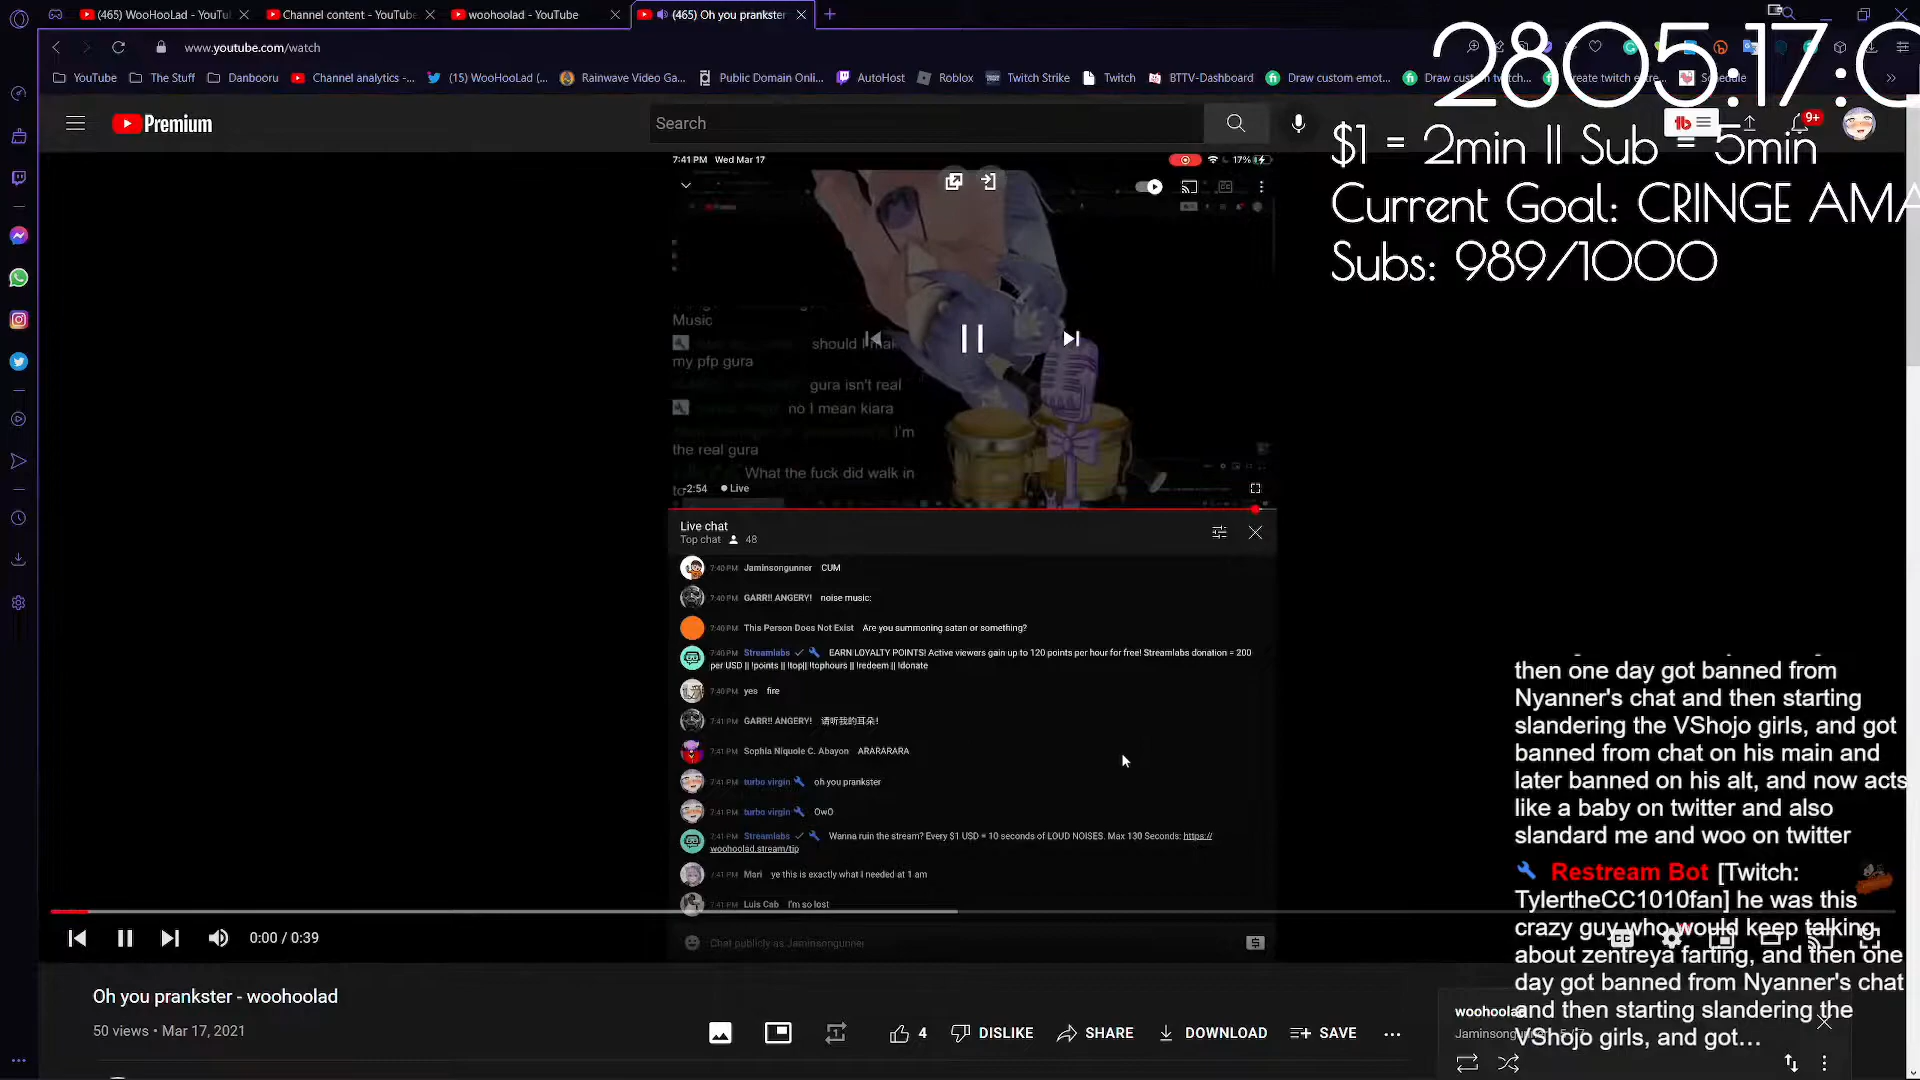 (465) WooHooLad - YouTu
Channel content - YouTube
woohoolad - YouTube
(465) Oh you prankster
www.youtube.com/watch
YouTube
The Stuff
Danbooru
Channel analytics -...
(15) WooHooLad (...
Rainwave Video Ga...
Public Domain Onli...
AutoHost
Roblox
Twitch Strike
Twitch
BTTV-Dashboard
Draw custom emot...
Draw custom twitch...
Create twitch e
Schedule
2805:17:0
$1 = 2min || Sub = 5min
Current Goal: CRINGE AMA
Subs: 989/1000
Premium
Search
9+
7:41 PM Wed Mar 17
17%
Music
should I ma
my pfp gura
gura isn't real
no I mean kiara
I'm
the real gura
What the fuck did walk in
to
-2:54
Live
Live chat
Top chat 48
7:40 PM Jaminsongunner CUM
7:40 PM GARR!! ANGERY! noise music:
7:40 PM This Person Does Not Exist Are you summoning satan or something?
7:40 PM Streamlabs EARN LOYALTY POINTS! Active viewers gain up to 120 points per hour for free! Streamlabs donation = 200
per USD || !points || !top|| !tophours || !redeem || !donate
7:40 PM yes fire
7:41 PM GARR!! ANGERY! 请听我的耳朵!
7:41 PM Sophia Niquole C. Abayon ARARARARA
7:41 PM turbo virgin oh you prankster
7:41 PM turbo virgin OwO
7:41 PM Streamlabs Wanna ruin the stream? Every $1 USD = 10 seconds of LOUD NOISES. Max 130 Seconds: https://
woohoolad.stream/tip
7:41 PM Mari ye this is exactly what I needed at 1 am
7:41 PM Luis Cab I'm so lost
Chat publicly as Jaminsongunner
then one day got banned from
Nyanner's chat and then starting
slandering the VShojo girls, and got
banned from chat on his main and
later banned on his alt, and now acts
like a baby on twitter and also
slandard me and woo on twitter
Restream Bot [Twitch:
TylertheCC1010fan] he was this
crazy guy who would keep talking
about zentreya farting, and then one
day got banned from Nyanner's chat
and then starting slandering the
VShojo girls, and got...
0:00 / 0:39
Oh you prankster - woohoolad
50 views • Mar 17, 2021
4
DISLIKE
SHARE
DOWNLOAD
SAVE
woohoolad